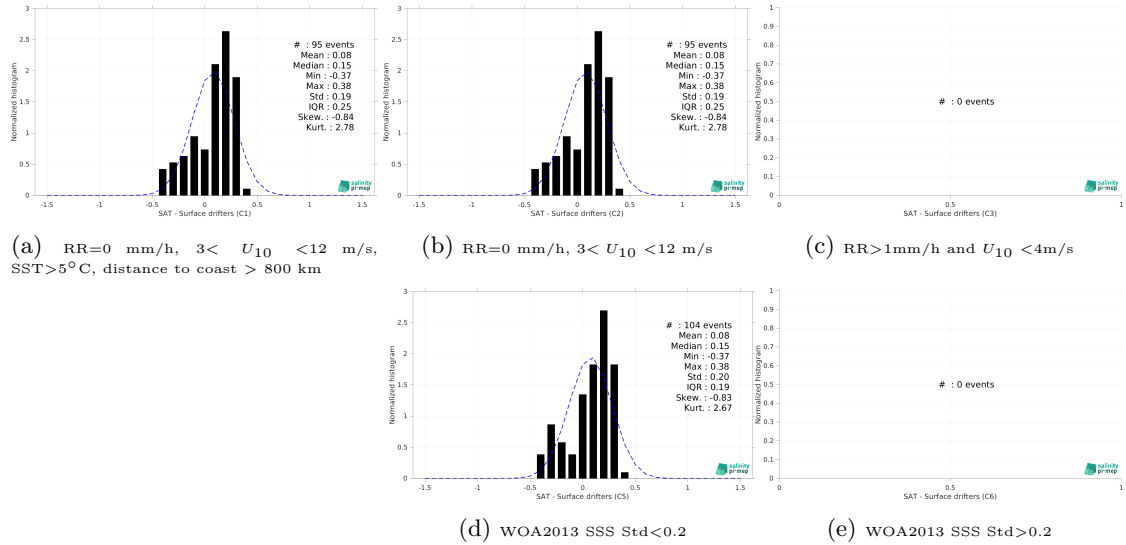 3
2.5
2
1.5
1
0.5
0
Normalized histogram
# : 95 events
Mean : 0.08
Median : 0.15
Min : -0.37
Max : 0.38
Std : 0.19
IQR : 0.25
Skew. : -0.84
Kurt. : 2.78
salinity
pi-mep
-1.5 -1 -0.5 0 0.5 1 1.5
SAT - Surface drifters (C1)
(a) RR=0 mm/h, 3< U10 <12 m/s,
SST>5°C, distance to coast > 800 km
3
2.5
2
1.5
1
0.5
0
Normalized histogram
# : 95 events
Mean : 0.08
Median : 0.15
Min : -0.37
Max : 0.38
Std : 0.19
IQR : 0.25
Skew. : -0.84
Kurt. : 2.78
salinity
pi-mep
-1.5 -1 -0.5 0 0.5 1 1.5
SAT - Surface drifters (C2)
(b) RR=0 mm/h, 3< U10 <12 m/s
1
0.9
0.8
0.7
0.6
0.5
0.4
0.3
0.2
0.1
0
Normalized histogram
# : 0 events
salinity
pi-mep
0 0.5 1
SAT - Surface drifters (C3)
(c) RR>1mm/h and U10 <4m/s
3
2.5
2
1.5
1
0.5
0
Normalized histogram
# : 104 events
Mean : 0.08
Median : 0.15
Min : -0.37
Max : 0.38
Std : 0.20
IQR : 0.19
Skew. : -0.83
Kurt. : 2.67
salinity
pi-mep
-1.5 -1 -0.5 0 0.5 1 1.5
SAT - Surface drifters (C5)
(d) WOA2013 SSS Std<0.2
1
0.9
0.8
0.7
0.6
0.5
0.4
0.3
0.2
0.1
0
Normalized histogram
# : 0 events
salinity
pi-mep
0 0.5 1
SAT - Surface drifters (C6)
(e) WOA2013 SSS Std>0.2